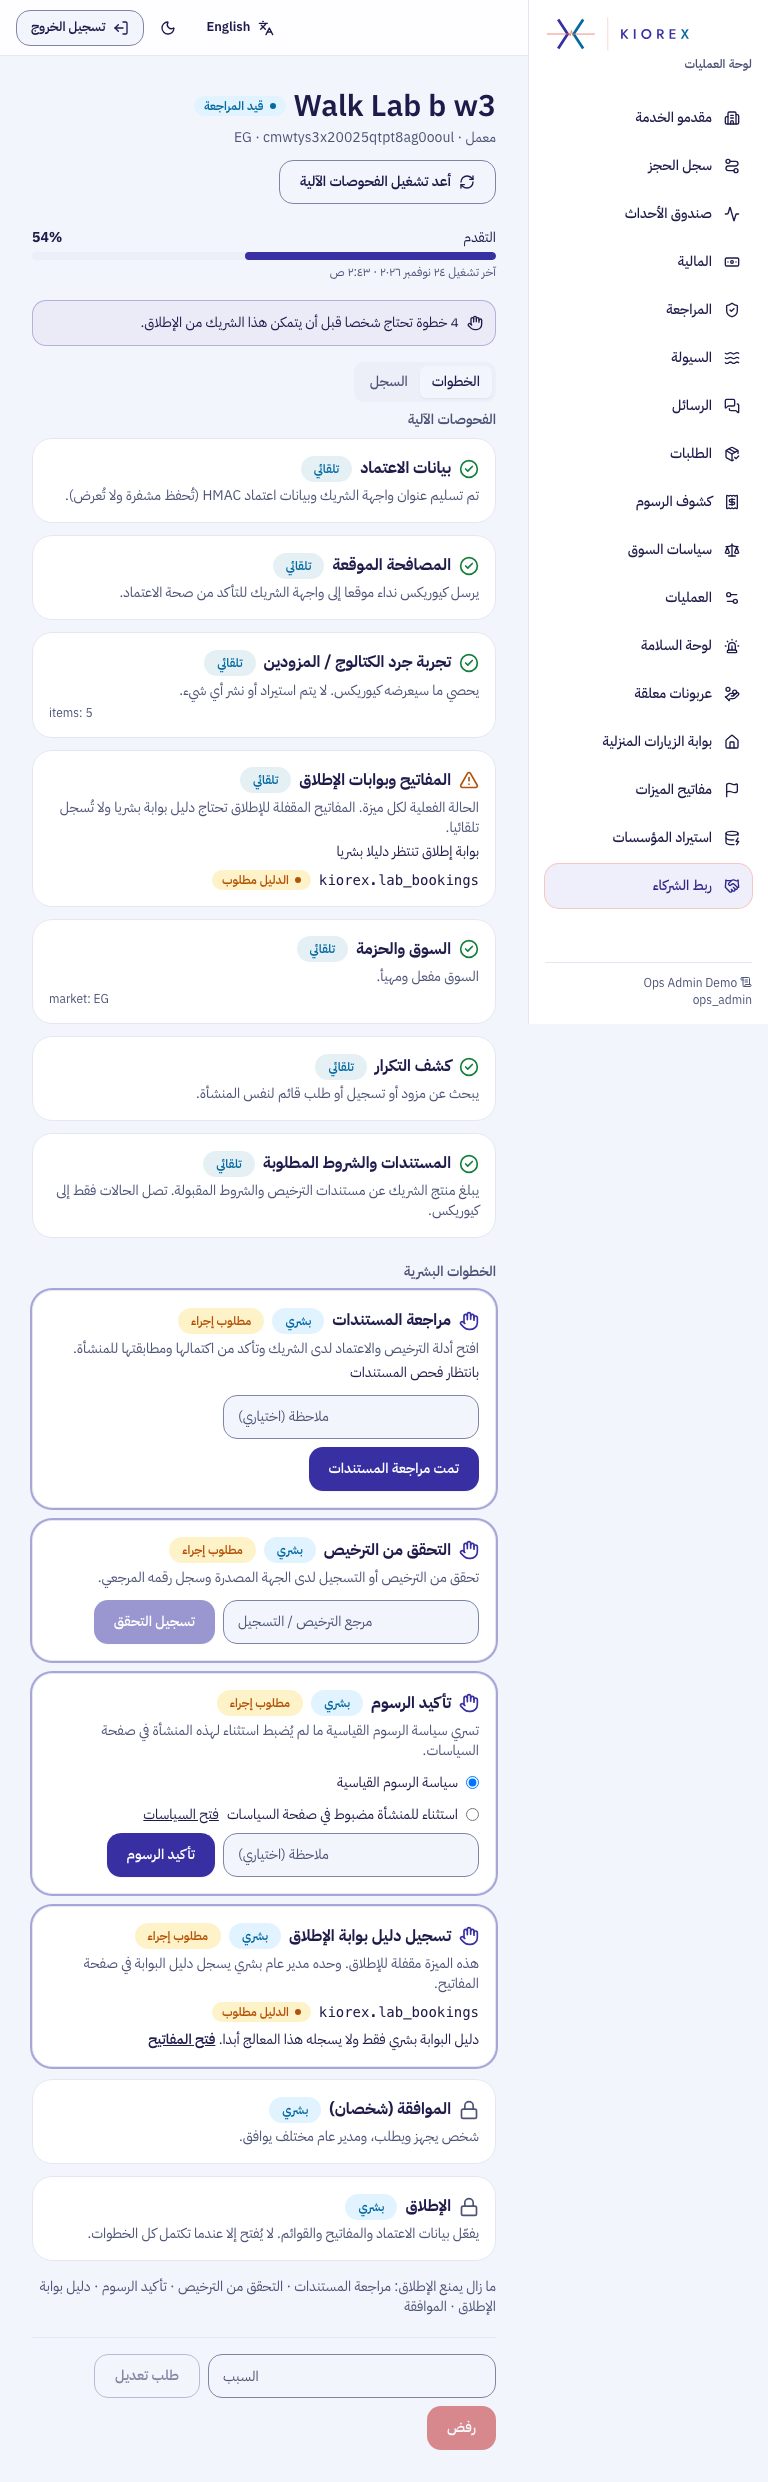 KIOREX
لوحة العمليات
مقدمو الخدمة
سجل الحجز
صندوق الأحداث
المالية
المراجعة
السيولة
الرسائل
الطلبات
كشوف الرسوم
سياسات السوق
العمليات
لوحة السلامة
عربونات معلقة
بوابة الزيارات المنزلية
مفاتيح الميزات
استيراد المؤسسات
ربط الشركاء
Ops Admin Demo
ops_admin
English
تسجيل الخروج
Walk Lab b w3 قيد المراجعة
معمل · EG · cmwtys3x20025qtpt8ag0ooul
أعد تشغيل الفحوصات الآلية
التقدم 54%
آخر تشغيل ٢٤ نوفمبر ٢٠٢٦ · ٢:٤٣ ص
4 خطوة تحتاج شخصا قبل أن يتمكن هذا الشريك من الإطلاق.
الخطوات السجل
الفحوصات الآلية
بيانات الاعتماد تلقائي
تم تسليم عنوان واجهة الشريك وبيانات اعتماد HMAC (تُحفظ مشفرة ولا تُعرض).
المصافحة الموقعة تلقائي
يرسل كيوريكس نداء موقعا إلى واجهة الشريك للتأكد من صحة الاعتماد.
تجربة جرد الكتالوج / المزودين تلقائي
يحصي ما سيعرضه كيوريكس. لا يتم استيراد أو نشر أي شيء.
items: 5
المفاتيح وبوابات الإطلاق تلقائي
الحالة الفعلية لكل ميزة. المفاتيح المقفلة للإطلاق تحتاج دليل بوابة بشريا ولا تُسجل
تلقائيا.
بوابة إطلاق تنتظر دليلا بشريا
kiorex.lab_bookings الدليل مطلوب
السوق والحزمة تلقائي
السوق مفعل ومهيأ.
market: EG
كشف التكرار تلقائي
يبحث عن مزود أو تسجيل أو طلب قائم لنفس المنشأة.
المستندات والشروط المطلوبة تلقائي
يبلغ منتج الشريك عن مستندات الترخيص والشروط المقبولة. تصل الحالات فقط إلى
كيوريكس.
الخطوات البشرية
مراجعة المستندات بشري مطلوب إجراء
افتح أدلة الترخيص والاعتماد لدى الشريك وتأكد من اكتمالها ومطابقتها للمنشأة.
بانتظار فحص المستندات
ملاحظة (اختياري)
تمت مراجعة المستندات
التحقق من الترخيص بشري مطلوب إجراء
تحقق من الترخيص أو التسجيل لدى الجهة المصدرة وسجل رقمه المرجعي.
مرجع الترخيص / التسجيل تسجيل التحقق
تأكيد الرسوم بشري مطلوب إجراء
تسري سياسة الرسوم القياسية ما لم يُضبط استثناء لهذه المنشأة في صفحة
السياسات.
سياسة الرسوم القياسية
استثناء للمنشأة مضبوط في صفحة السياسات فتح السياسات
ملاحظة (اختياري) تأكيد الرسوم
تسجيل دليل بوابة الإطلاق بشري مطلوب إجراء
هذه الميزة مقفلة للإطلاق. وحده مدير عام بشري يسجل دليل البوابة في صفحة
المفاتيح.
kiorex.lab_bookings الدليل مطلوب
دليل البوابة بشري فقط ولا يسجله هذا المعالج أبدا. فتح المفاتيح
الموافقة (شخصان) بشري
شخص يجهز ويطلب، ومدير عام مختلف يوافق.
الإطلاق بشري
يفعّل بيانات الاعتماد والمفاتيح والقوائم. لا يُفتح إلا عندما تكتمل كل الخطوات.
ما زال يمنع الإطلاق: مراجعة المستندات · التحقق من الترخيص · تأكيد الرسوم · دليل بوابة
الإطلاق · الموافقة
السبب طلب تعديل
رفض